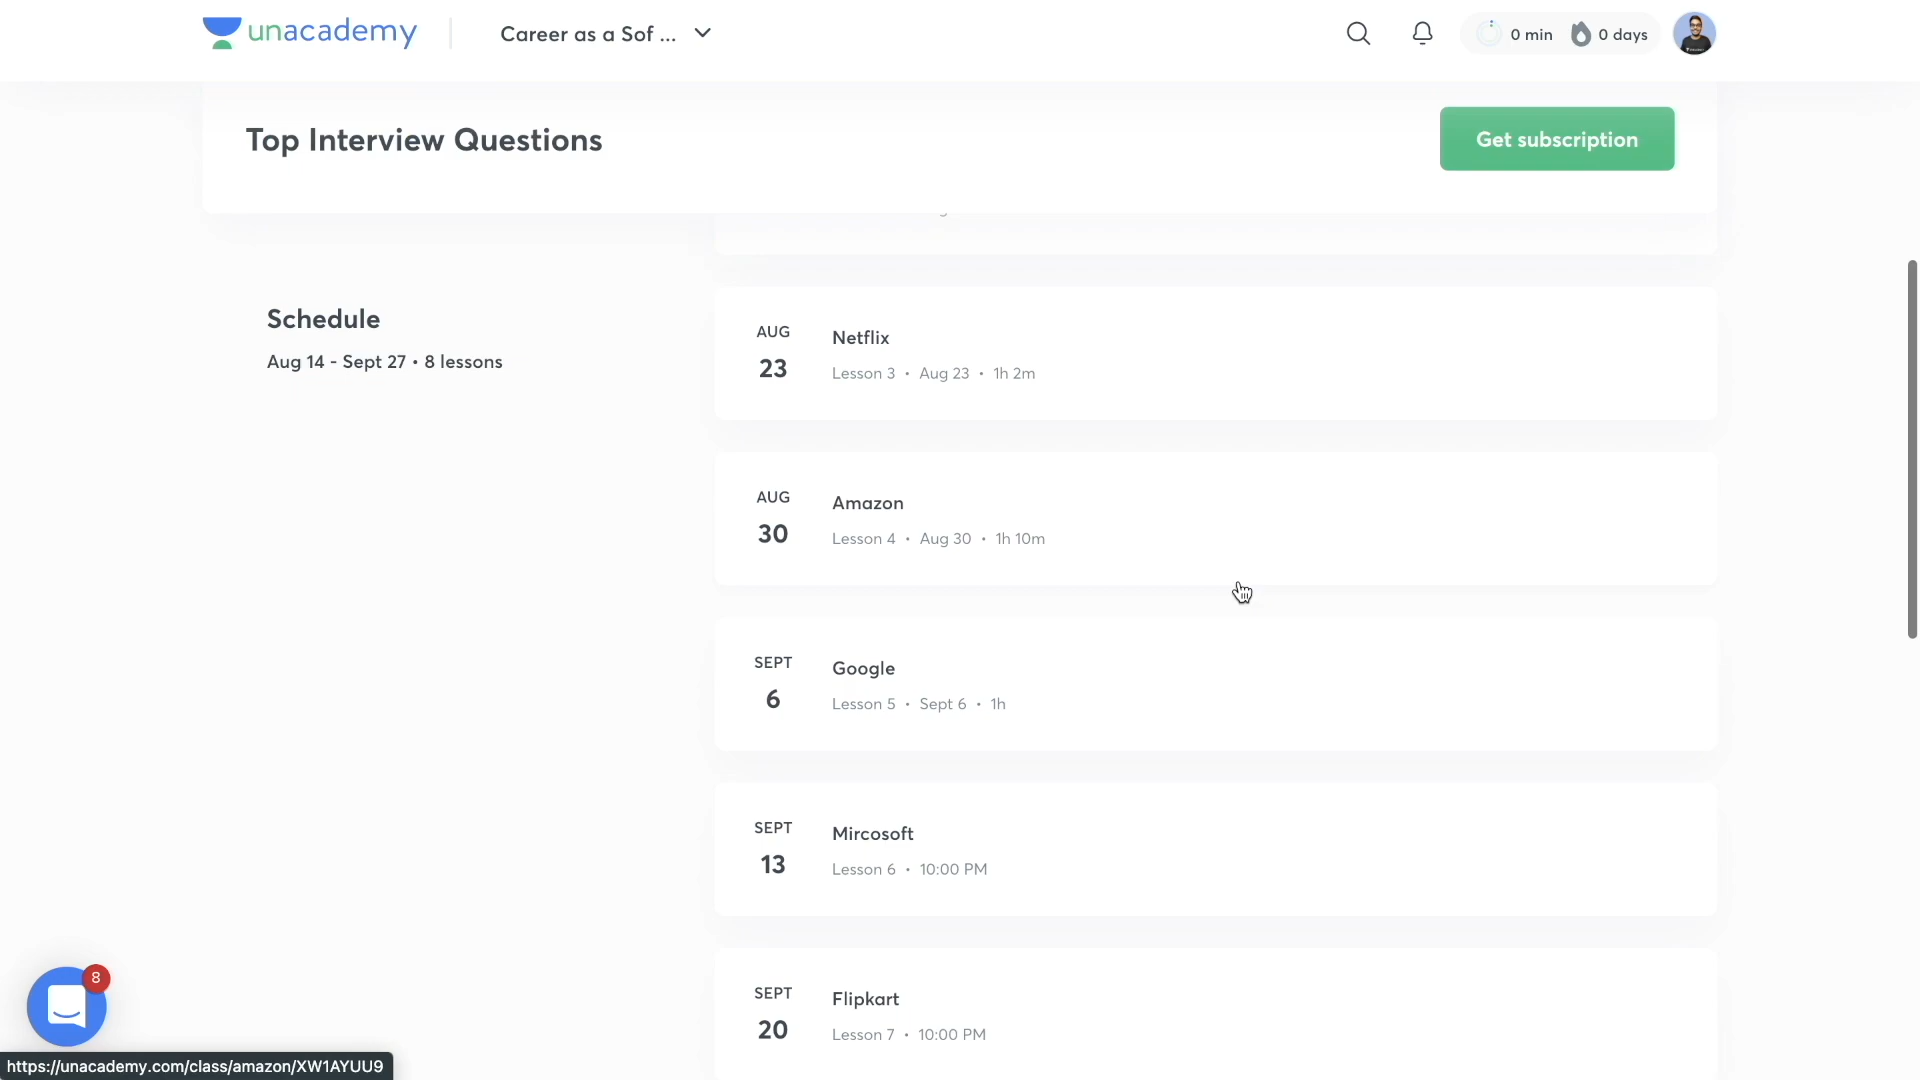 unacademy
Career as a Sof ...
0 min
0 days
Top Interview Questions
Get subscription
Schedule
Aug 14 - Sept 27 • 8 lessons
AUG
23
Netflix
Lesson 3 • Aug 23 • 1h 2m
AUG
30
Amazon
Lesson 4 • Aug 30 • 1h 10m
SEPT
6
Google
Lesson 5 • Sept 6 • 1h
SEPT
13
Mircosoft
Lesson 6 • 10:00 PM
SEPT
20
Flipkart
Lesson 7 • 10:00 PM
8
https://unacademy.com/class/amazon/XW1AYUU9